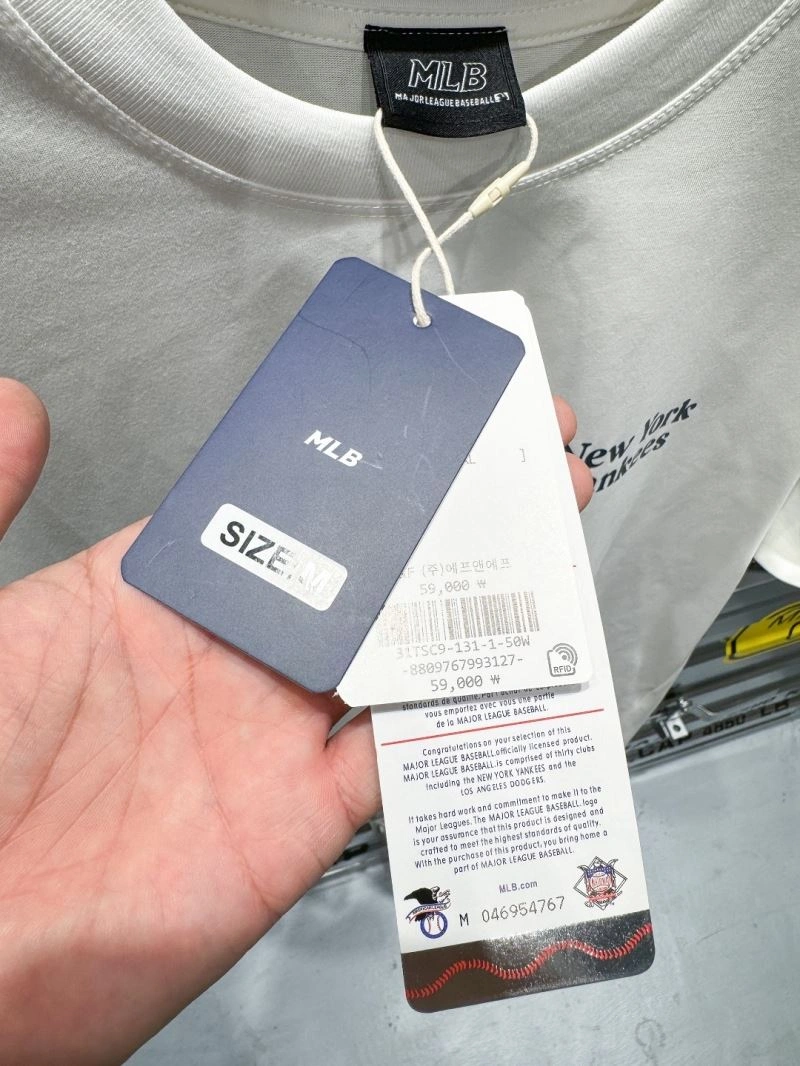 MLB
MAJOR LEAGUE BASEBALL
New York
Yankees
MLB
SIZE:M
]
(주)에프앤에프
59,000 ₩
31TSC9-131-1-50W
-8809767993127-
59,000 ₩
RFID
vous emportez avec vous une partie
de la MAJOR LEAGUE BASEBALL.
Congratulations on your selection of this
MAJOR LEAGUE BASEBALL officially licensed product.
MAJOR LEAGUE BASEBALL is comprised of thirty clubs
including the NEW YORK YANKEES and the
LOS ANGELES DODGERS.
It takes hard work and commitment to make it to the
Major Leagues. The MAJOR LEAGUE BASEBALL logo
is your assurance that this product is designed and
crafted to meet the highest standards of quality.
With the purchase of this product, you bring home a
part of MAJOR LEAGUE BASEBALL.
MLB.com
M 046954767
CAP 4850 LB